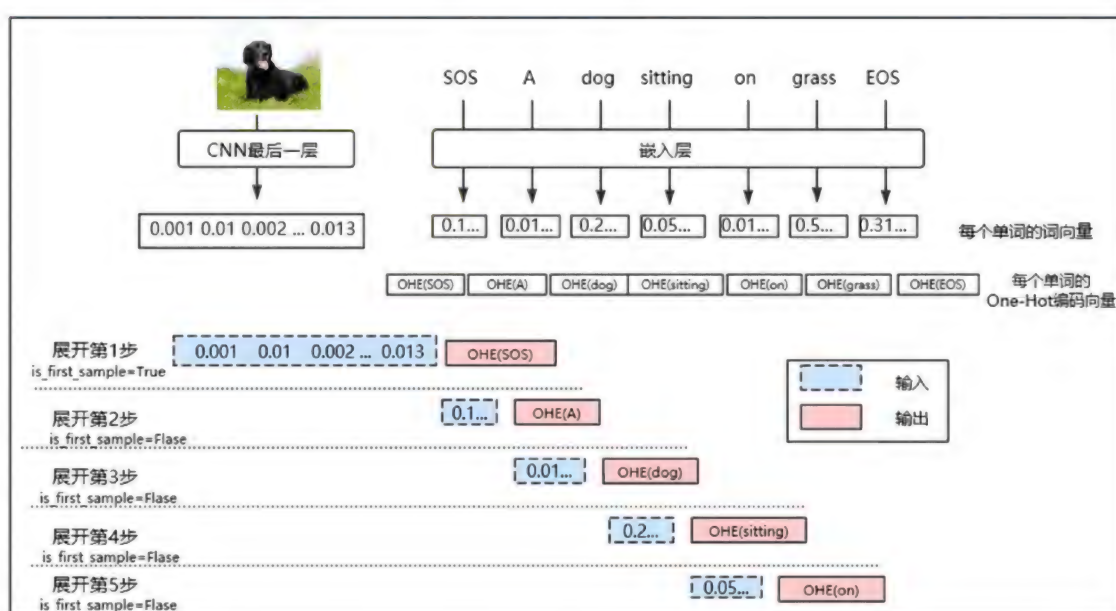 SOS A dog sitting on grass EOS
CNN最后一层
嵌入层
0.001 0.01 0.002 ... 0.013
0.1... 0.01... 0.2... 0.05... 0.01... 0.5... 0.31...
每个单词的词向量
OHE(SOS) OHE(A) OHE(dog) OHE(sitting) OHE(on) OHE(grass) OHE(EOS)
每个单词的
One-Hot编码向量
展开第1步
is_first_sample=True
0.001 0.01 0.002 ... 0.013 OHE(SOS)
输入
输出
展开第2步
is_first_sample=Flase
0.1... OHE(A)
展开第3步
is_first_sample=Flase
0.01... OHE(dog)
展开第4步
is_first_sample=Flase
0.2... OHE(sitting)
展开第5步
is_first_sample=Flase
0.05... OHE(on)